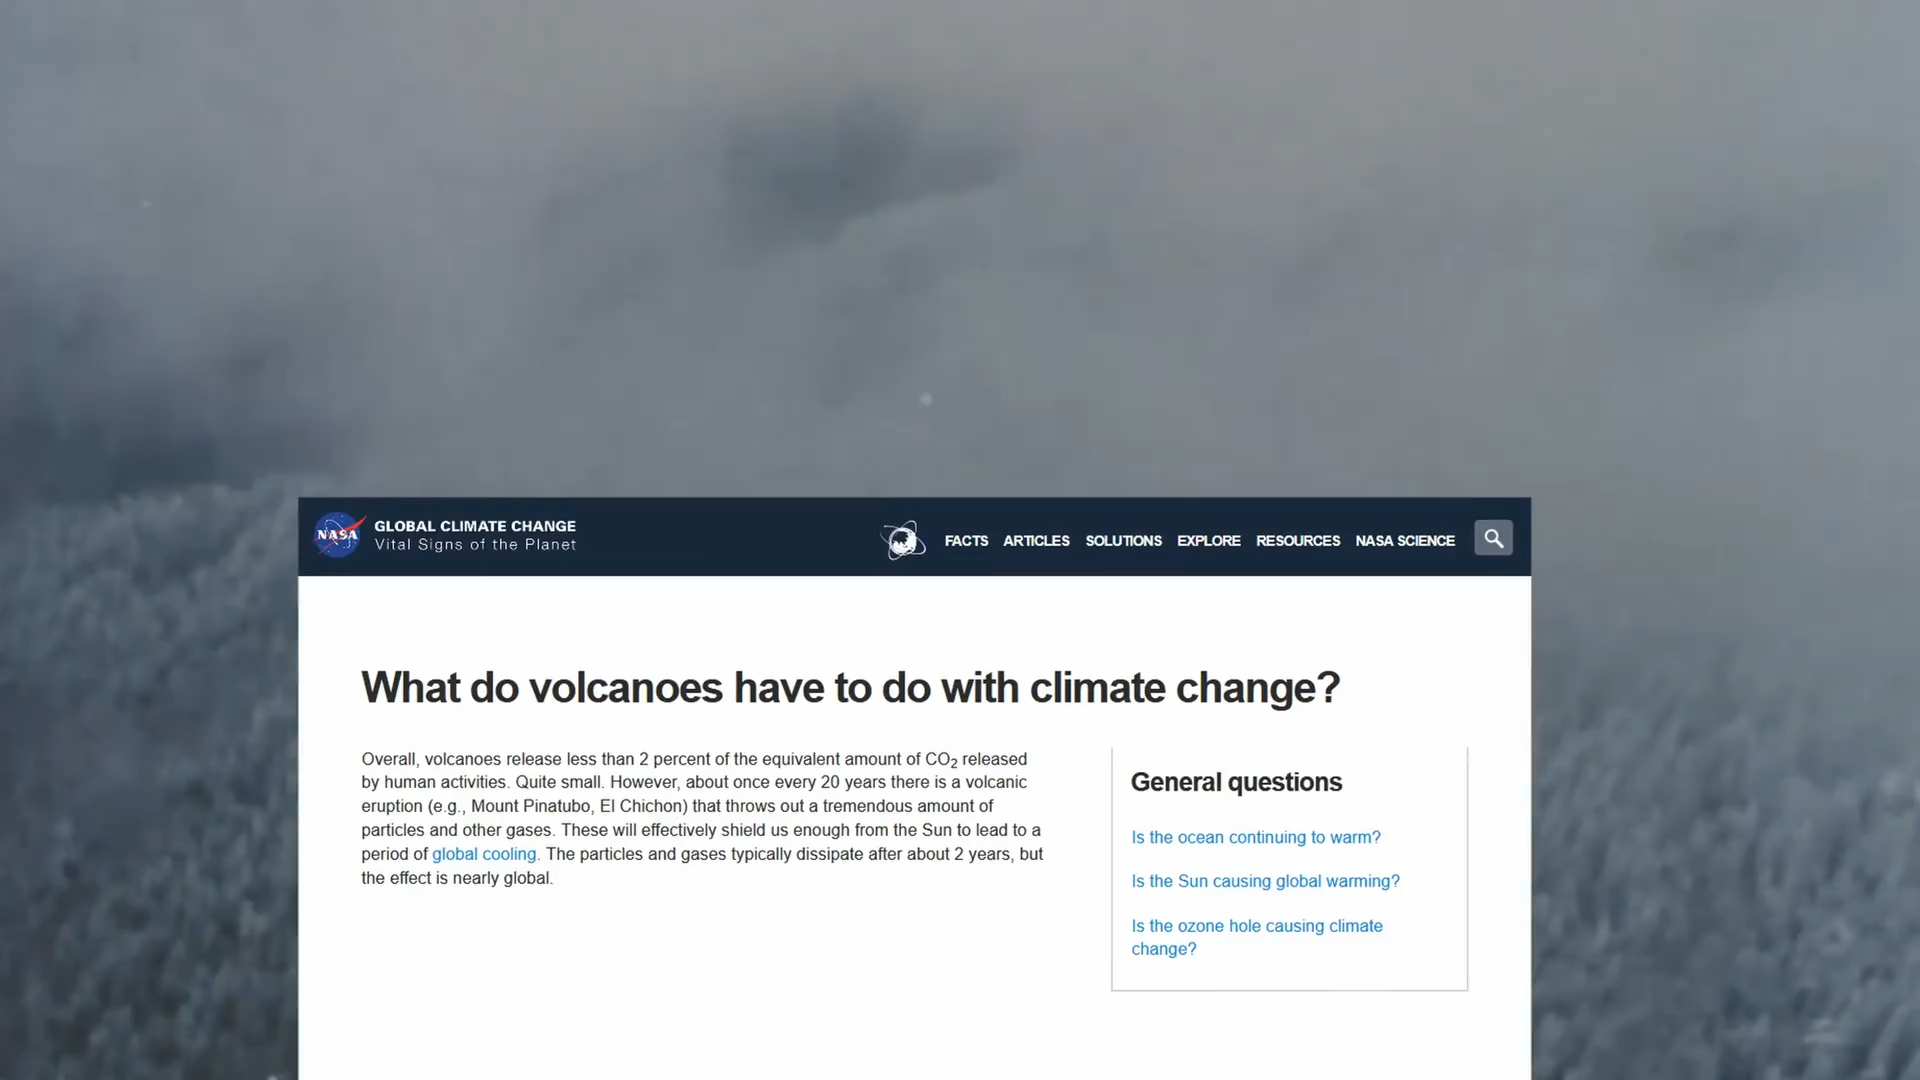 NASA
GLOBAL CLIMATE CHANGE
Vital Signs of the Planet
FACTS ARTICLES SOLUTIONS EXPLORE RESOURCES NASA SCIENCE
What do volcanoes have to do with climate change?
Overall, volcanoes release less than 2 percent of the equivalent amount of CO₂ released
by human activities. Quite small. However, about once every 20 years there is a volcanic
eruption (e.g., Mount Pinatubo, El Chichon) that throws out a tremendous amount of
particles and other gases. These will effectively shield us enough from the Sun to lead to a
period of global cooling. The particles and gases typically dissipate after about 2 years, but
the effect is nearly global.
General questions
Is the ocean continuing to warm?
Is the Sun causing global warming?
Is the ozone hole causing climate
change?